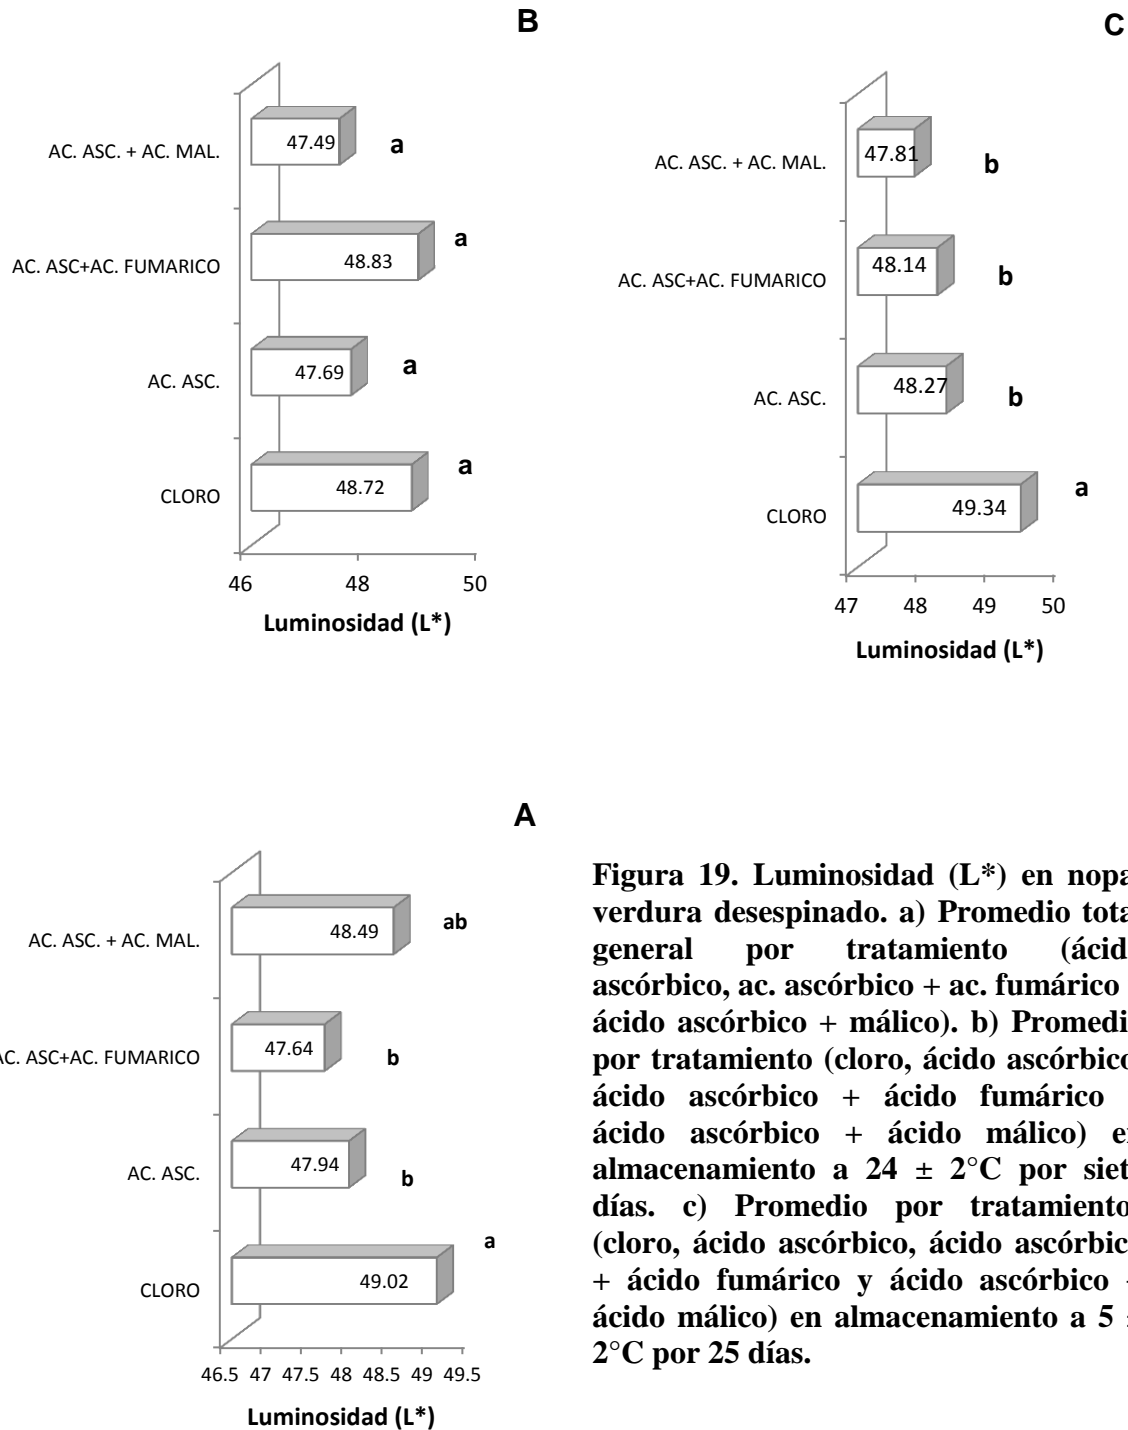 B
AC. ASC. + AC. MAL.
47.49
a
AC. ASC+AC. FUMARICO
48.83
a
AC. ASC.
47.69
a
CLORO
48.72
a
46 48 50
Luminosidad (L*)
C
AC. ASC. + AC. MAL.
47.81
b
AC. ASC+AC. FUMARICO
48.14
b
AC. ASC.
48.27
b
CLORO
49.34
a
47 48 49 50
Luminosidad (L*)
A
AC. ASC. + AC. MAL.
48.49
ab
AC. ASC+AC. FUMARICO
47.64
b
AC. ASC.
47.94
b
CLORO
49.02
a
46.5 47 47.5 48 48.5 49 49.5
Luminosidad (L*)
Figura 19. Luminosidad (L*) en nopa
verdura desespinado. a) Promedio tota
general por tratamiento (ácid
ascórbico, ac. ascórbico + ac. fumárico
ácido ascórbico + málico). b) Promedi
por tratamiento (cloro, ácido ascórbico
ácido ascórbico + ácido fumárico
ácido ascórbico + ácido málico) e
almacenamiento a 24 ± 2°C por siet
días. c) Promedio por tratamiento
(cloro, ácido ascórbico, ácido ascórbic
+ ácido fumárico y ácido ascórbico
ácido málico) en almacenamiento a 5
2°C por 25 días.